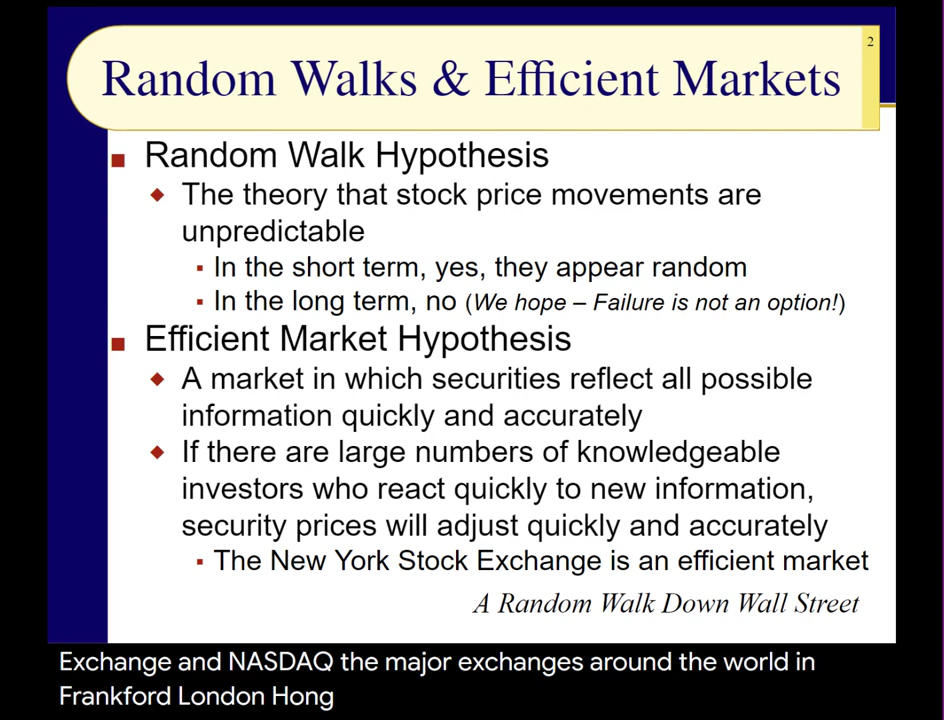 2
Random Walks & Efficient Markets
Random Walk Hypothesis
The theory that stock price movements are
unpredictable
In the short term, yes, they appear random
In the long term, no (We hope – Failure is not an option!)
Efficient Market Hypothesis
A market in which securities reflect all possible
information quickly and accurately
If there are large numbers of knowledgeable
investors who react quickly to new information,
security prices will adjust quickly and accurately
The New York Stock Exchange is an efficient market
A Random Walk Down Wall Street
Exchange and NASDAQ the major exchanges around the world in
Frankford London Hong